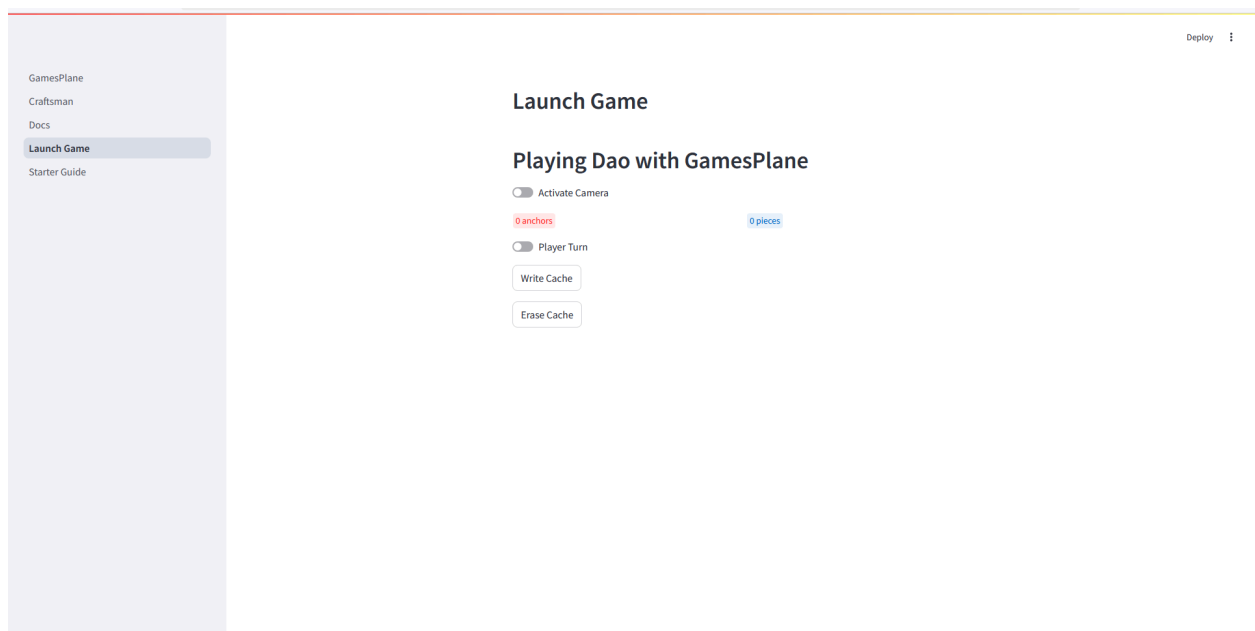 Deploy
GamesPlane
Craftsman
Docs
Launch Game
Starter Guide
Launch Game
Playing Dao with GamesPlane
Activate Camera
0 anchors 0 pieces
Player Turn
Write Cache
Erase Cache